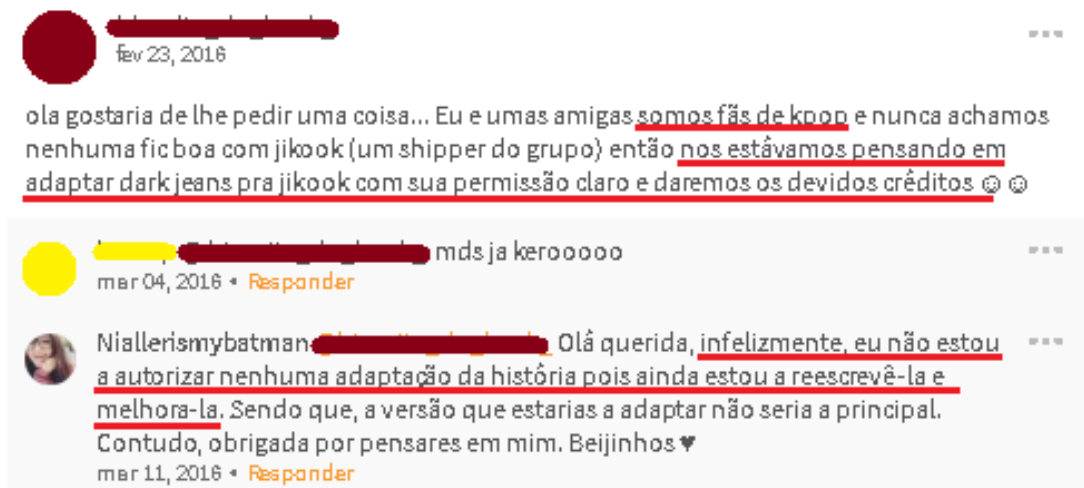 fev 23, 2016
ola gostaria de lhe pedir uma coisa... Eu e umas amigas somos fãs de kpop e nunca achamos
nenhuma fic boa com jikook (um shipper do grupo) então nos estávamos pensando em
adaptar dark jeans pra jikook com sua permissão claro e daremos os devidos créditos ☺ ☺
mds ja kerooooo
mar 04, 2016 • Responder
Niallerismybatman Olá querida, infelizmente, eu não estou
a autorizar nenhuma adaptação da história pois ainda estou a reescrevê-la e
melhora-la. Sendo que, a versão que estarias a adaptar não seria a principal.
Contudo, obrigada por pensares em mim. Beijinhos ♥
mar 11, 2016 • Responder